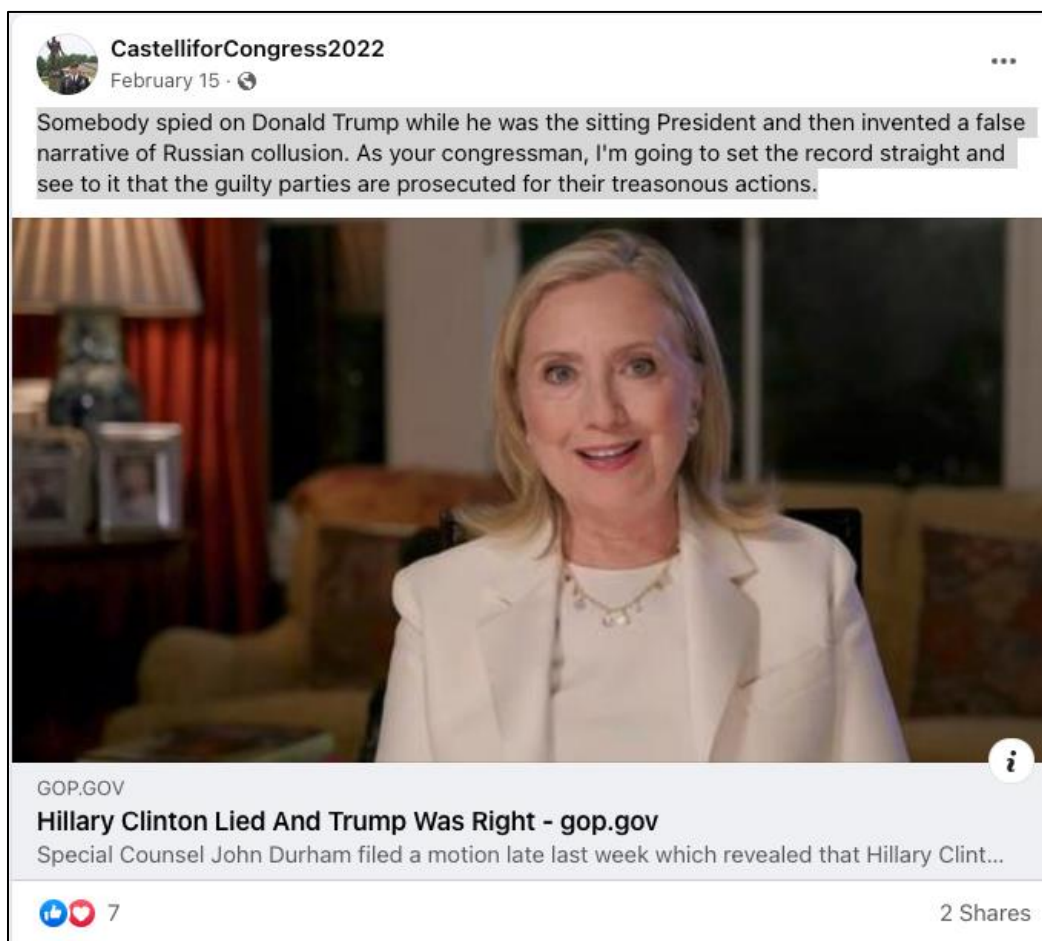 CastelliforCongress2022
February 15 ·
Somebody spied on Donald Trump while he was the sitting President and then invented a false
narrative of Russian collusion. As your congressman, I'm going to set the record straight and
see to it that the guilty parties are prosecuted for their treasonous actions.
i
GOP.GOV
Hillary Clinton Lied And Trump Was Right - gop.gov
Special Counsel John Durham filed a motion late last week which revealed that Hillary Clint...
7
2 Shares